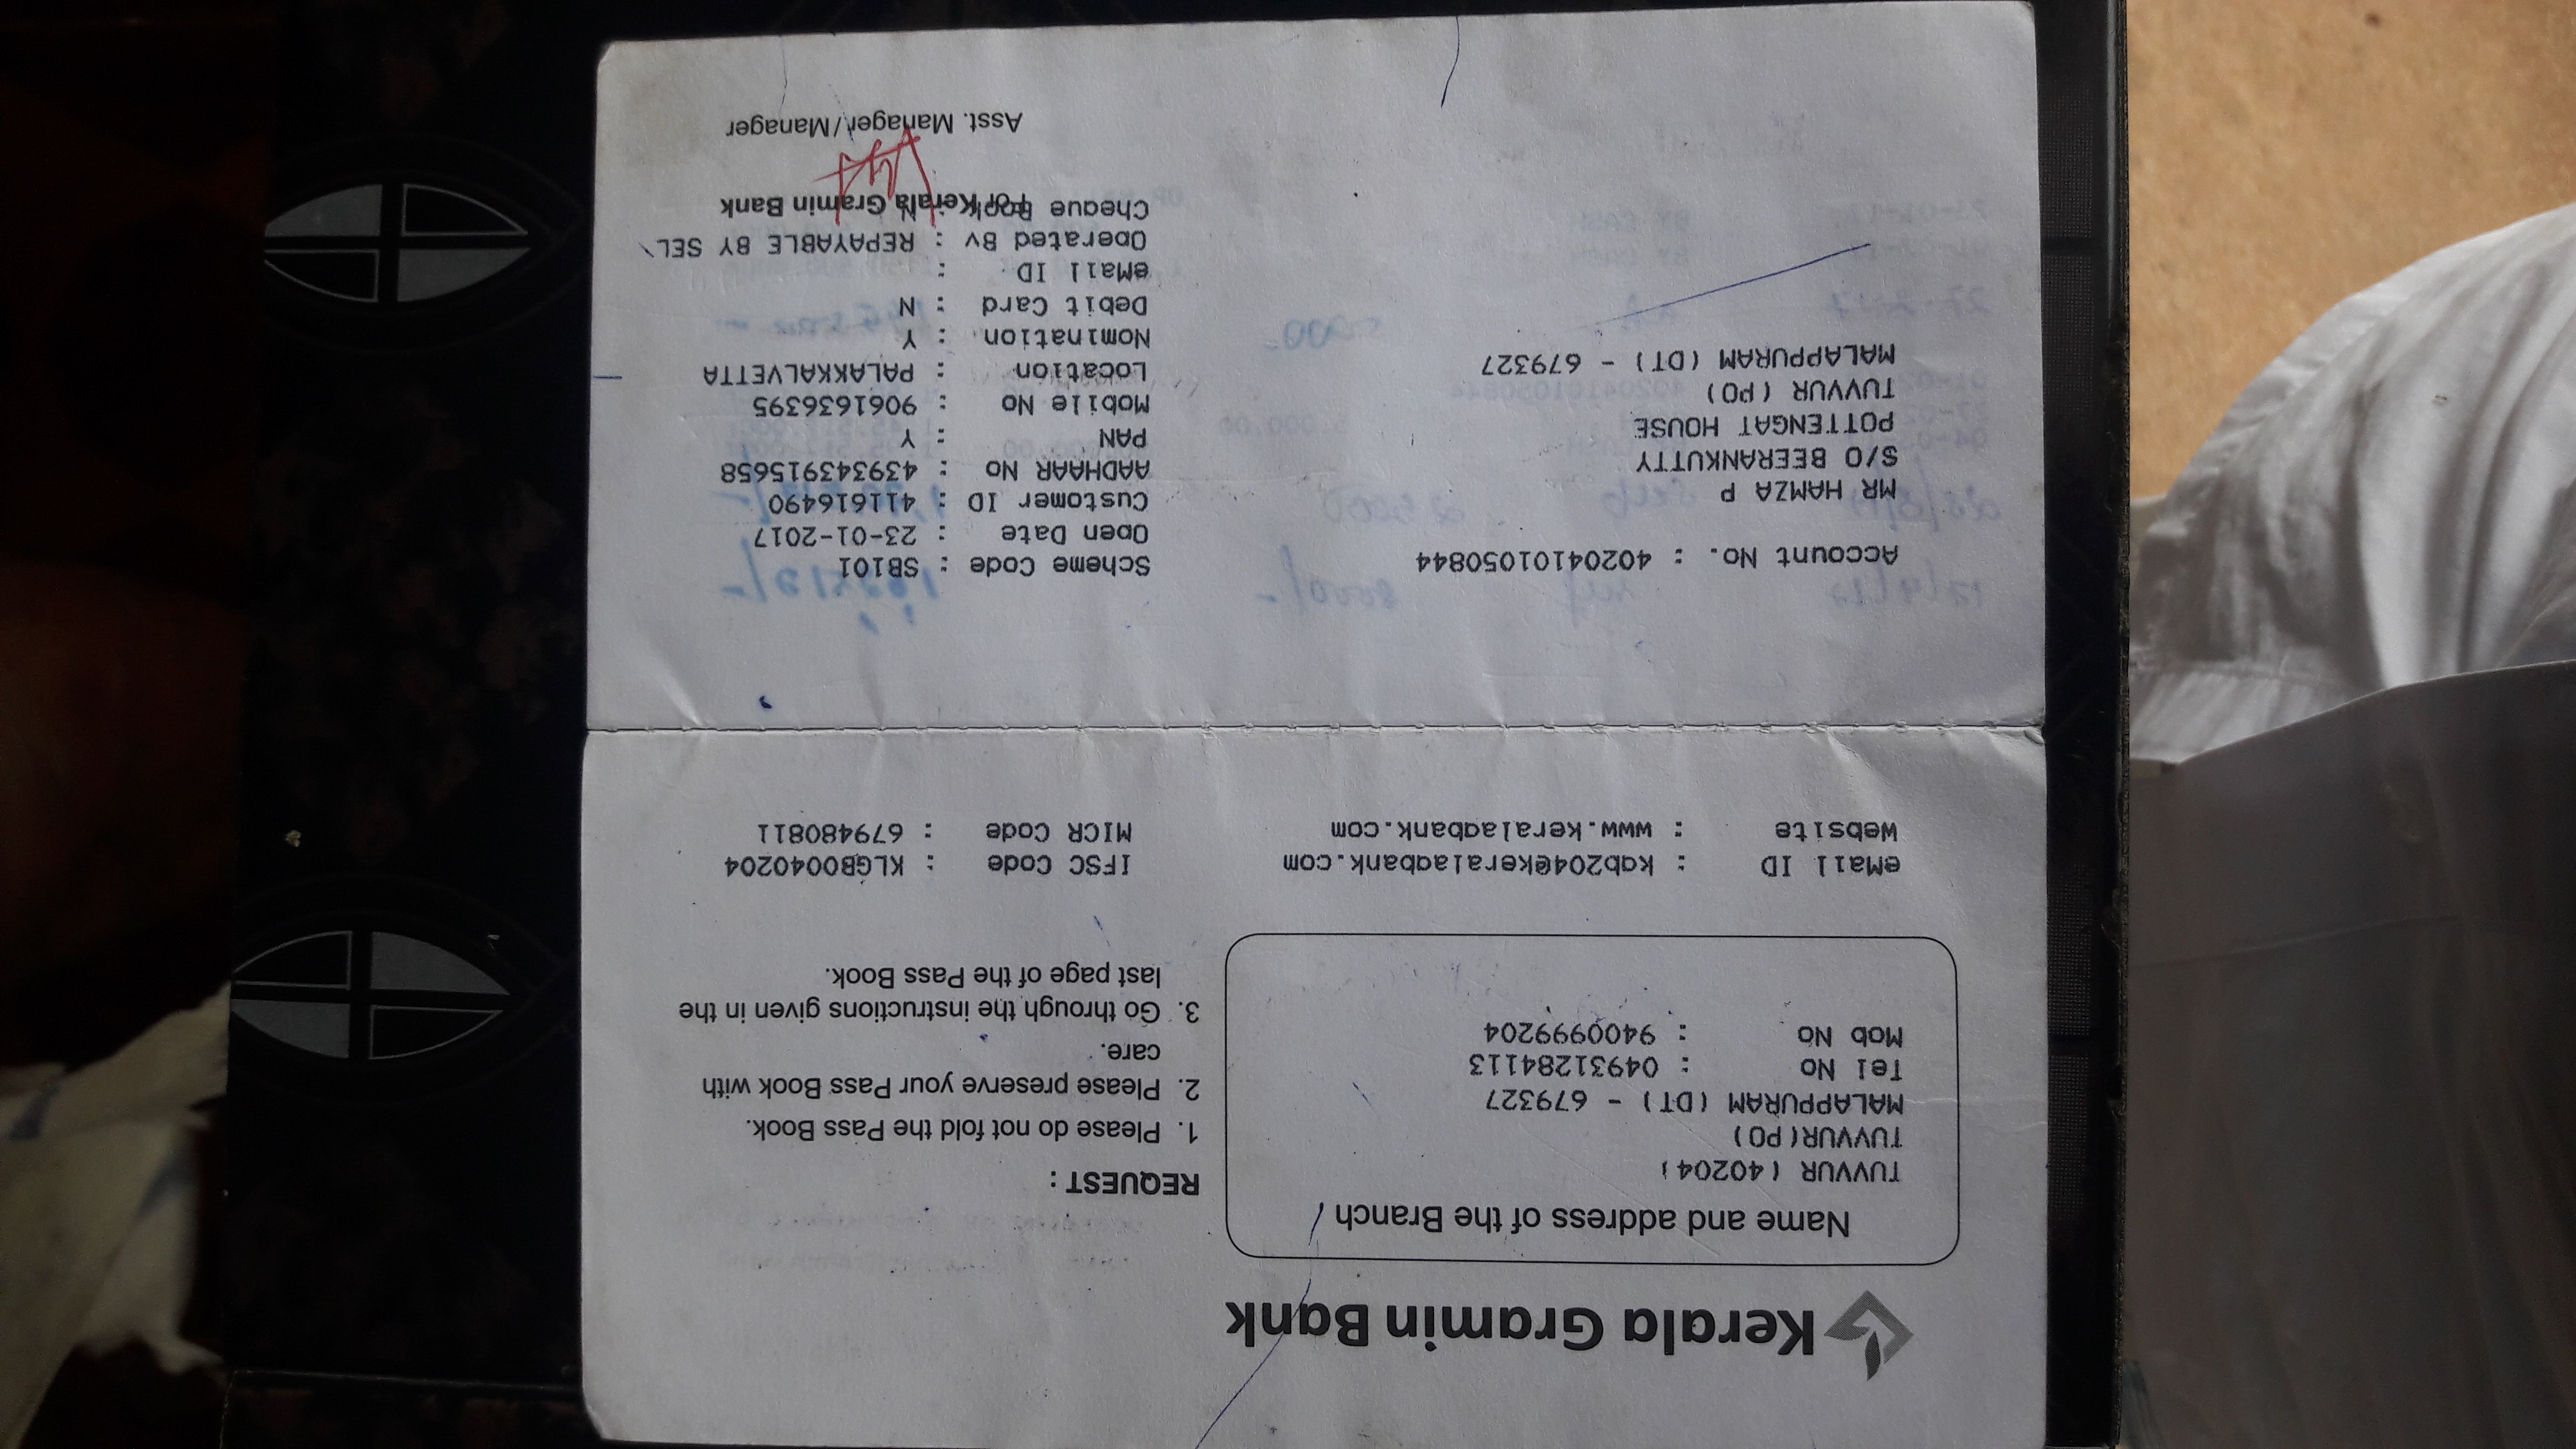 Kerala Gramin Bank
Name and address of the Branch
TUVVUR (40204)
TUVVUR(PO)
MALAPPURAM (DT) - 679327
Tel No : 04931284113
Mob No : 9400999204
REQUEST :
1. Please do not fold the Pass Book.
2. Please preserve your Pass Book with
care.
3. Go through the instructions given in the
last page of the Pass Book.
eMail ID : kgb204@keralagbank.com
Website : www.keralagbank.com
IFSC Code : KLGB0040204
MICR Code : 679480811
Account No. : 40204101050844
MR HAMZA P
S/O BEERANKUTTY
POTTENGAT HOUSE
TUVVUR (PO)
MALAPPURAM (DT) - 679327
Scheme Code : SB101
Open Date : 23-01-2017
Customer ID : 411616490
AADHAAR No : 439343915658
PAN : Y
Mobile No : 9061636395
Location : PALAKKALVETTA
Nomination : Y
Debit Card : N
eMail ID :
Operated By : REPAYABLE BY SEL
Cheque Book
For Kerala Gramin Bank
Asst. Manager/Manager